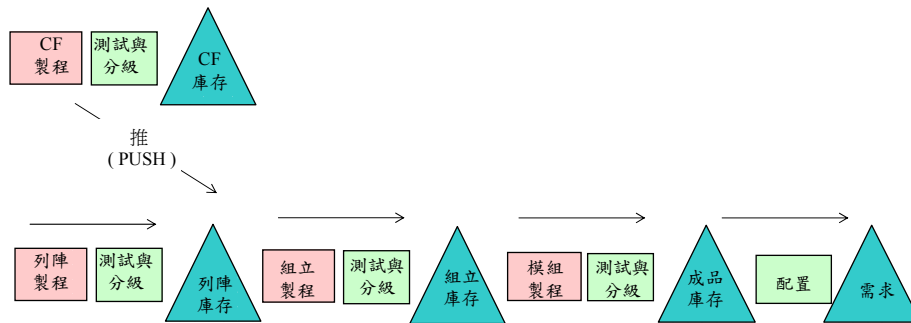 CF
製程
測試與
分級
CF
庫存
推
( PUSH )
列陣
製程
測試與
分級
列陣
庫存
組立
製程
測試與
分級
組立
庫存
模組
製程
測試與
分級
成品
庫存
配置
需求